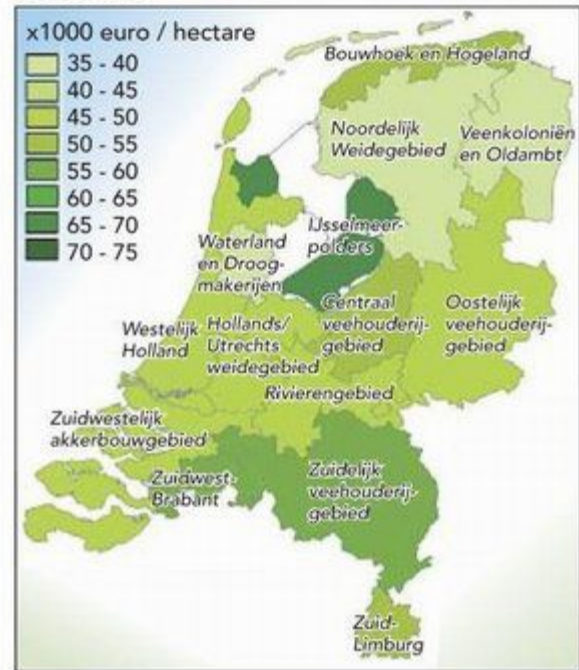 x1000 euro / hectare
35 - 40
40 - 45
45 - 50
50 - 55
55 - 60
60 - 65
65 - 70
70 - 75
Bouwhoek en Hogeland
Noordelijk
Weidegebied
Veenkoloniën
en Oldambt
IJsselmeer-
polders
Waterland
en Droog-
makerijen
Centraal
veehouderij-
gebied
Oostelijk
veehouderij-
gebied
Westelijk
Holland
Hollands/
Utrechts
weidegebied
Rivierengebied
Zuidwestelijk
akkerbouwgebied
Zuidwest-
Brabant
Zuidelijk
veehouderij-
gebied
Zuid-
Limburg